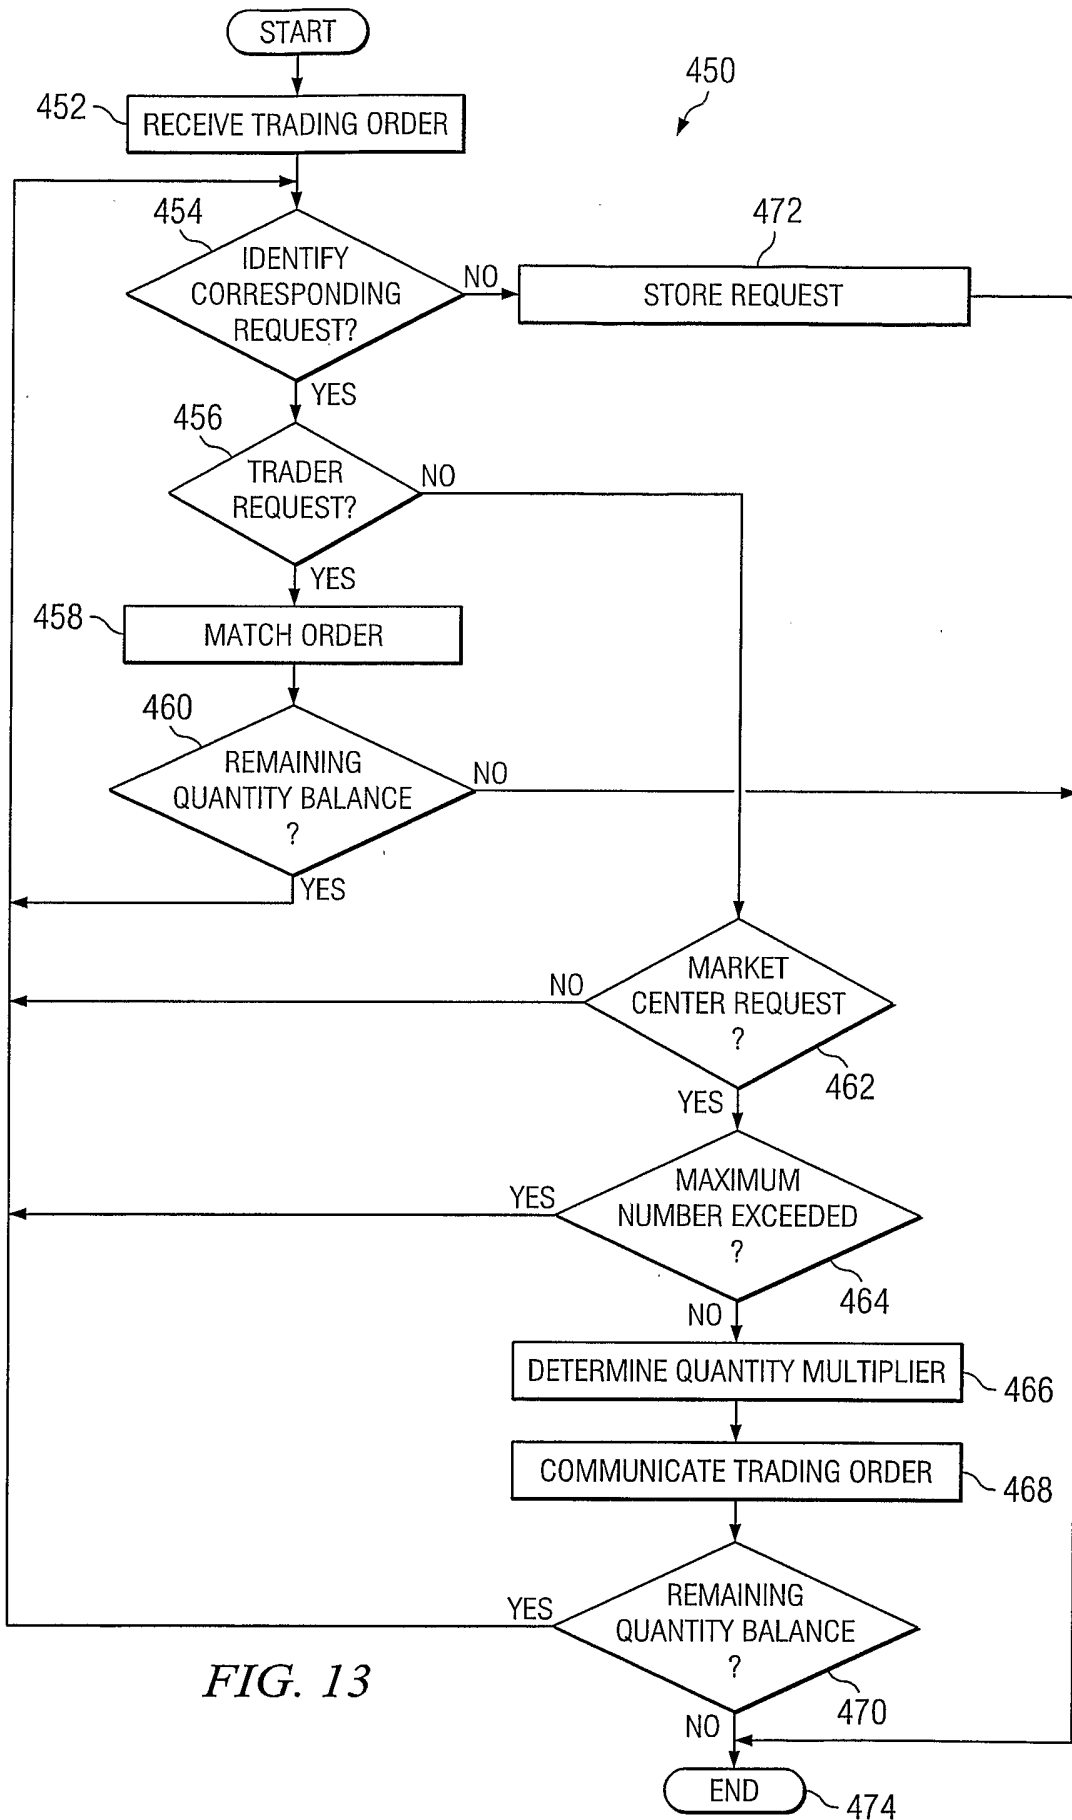 START
450
452
RECEIVE TRADING ORDER
454
472
IDENTIFY
CORRESPONDING
REQUEST?
NO
STORE REQUEST
YES
456
TRADER
REQUEST?
NO
YES
458
MATCH ORDER
460
REMAINING
QUANTITY BALANCE
?
NO
YES
MARKET
CENTER REQUEST
?
NO
462
YES
MAXIMUM
NUMBER EXCEEDED
?
YES
464
NO
DETERMINE QUANTITY MULTIPLIER
466
COMMUNICATE TRADING ORDER
468
REMAINING
QUANTITY BALANCE
?
YES
470
NO
FIG. 13
END
474